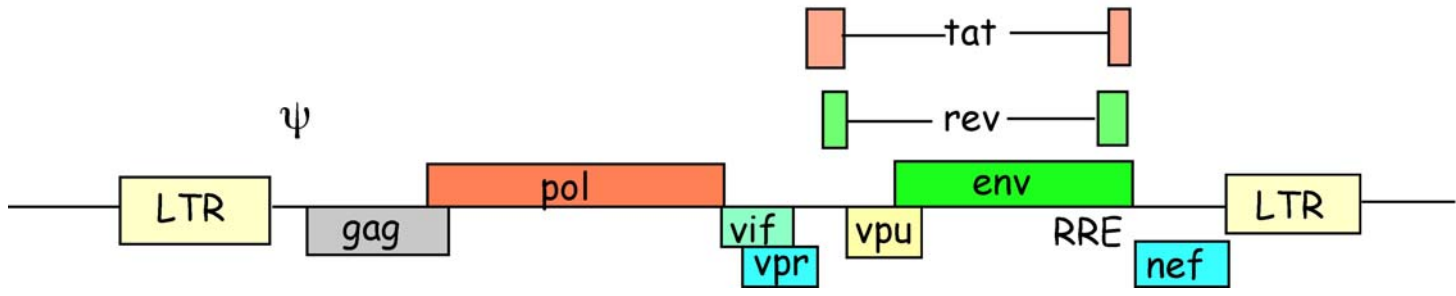 tat
ψ
rev
pol
env
LTR
LTR
gag
vif
vpu
RRE
vpr
nef